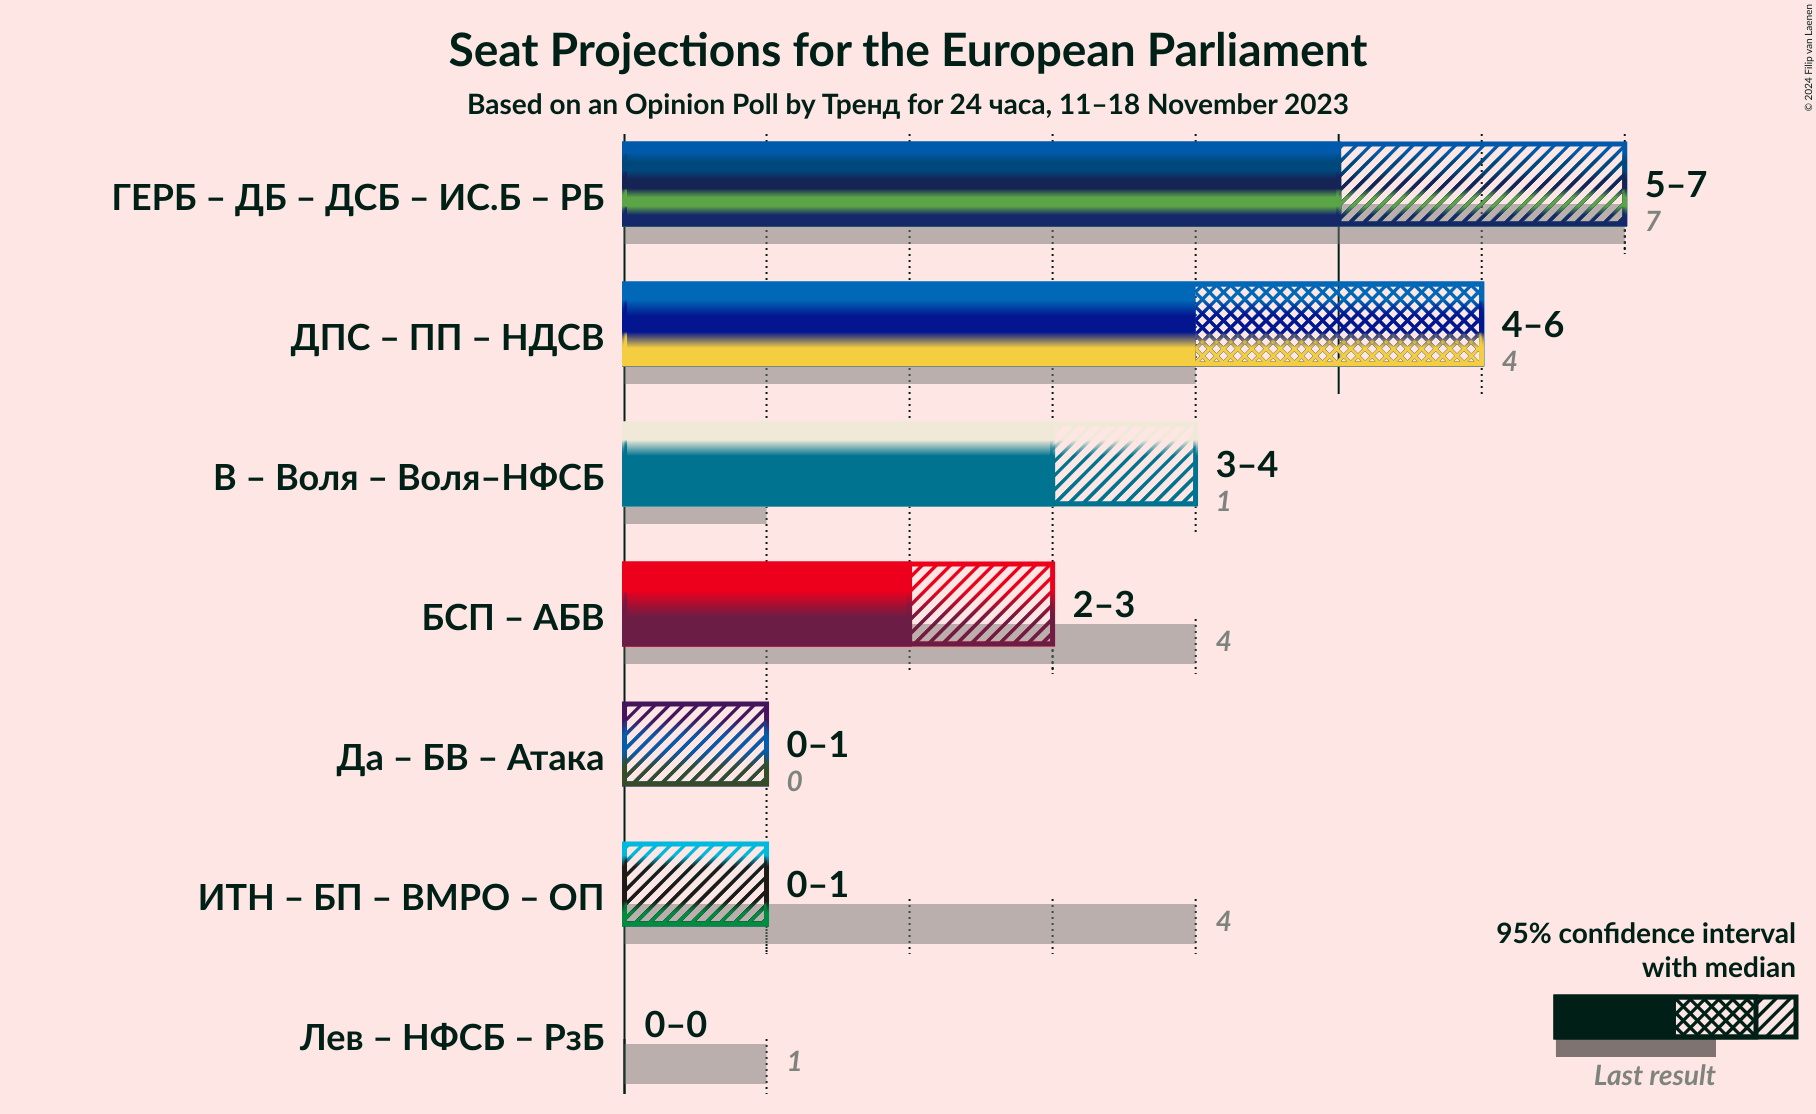 Seat Projections for the European Parliament
Based on an Opinion Poll by Тренд for 24 часа, 11–18 November 2023
© 2024 Filip van Laenen
ГЕРБ – ДБ – ДСБ – ИС.Б – РБ
5–7
7
ДПС – ПП – НДСВ
4–6
4
В – Воля – Воля–НФСБ
3–4
1
БСП – АБВ
2–3
4
Да – БВ – Атака
0–1
0
ИТН – БП – ВМРО – ОП
0–1
4
Лев – НФСБ – РзБ
0–0
1
95% confidence interval
with median
Last result